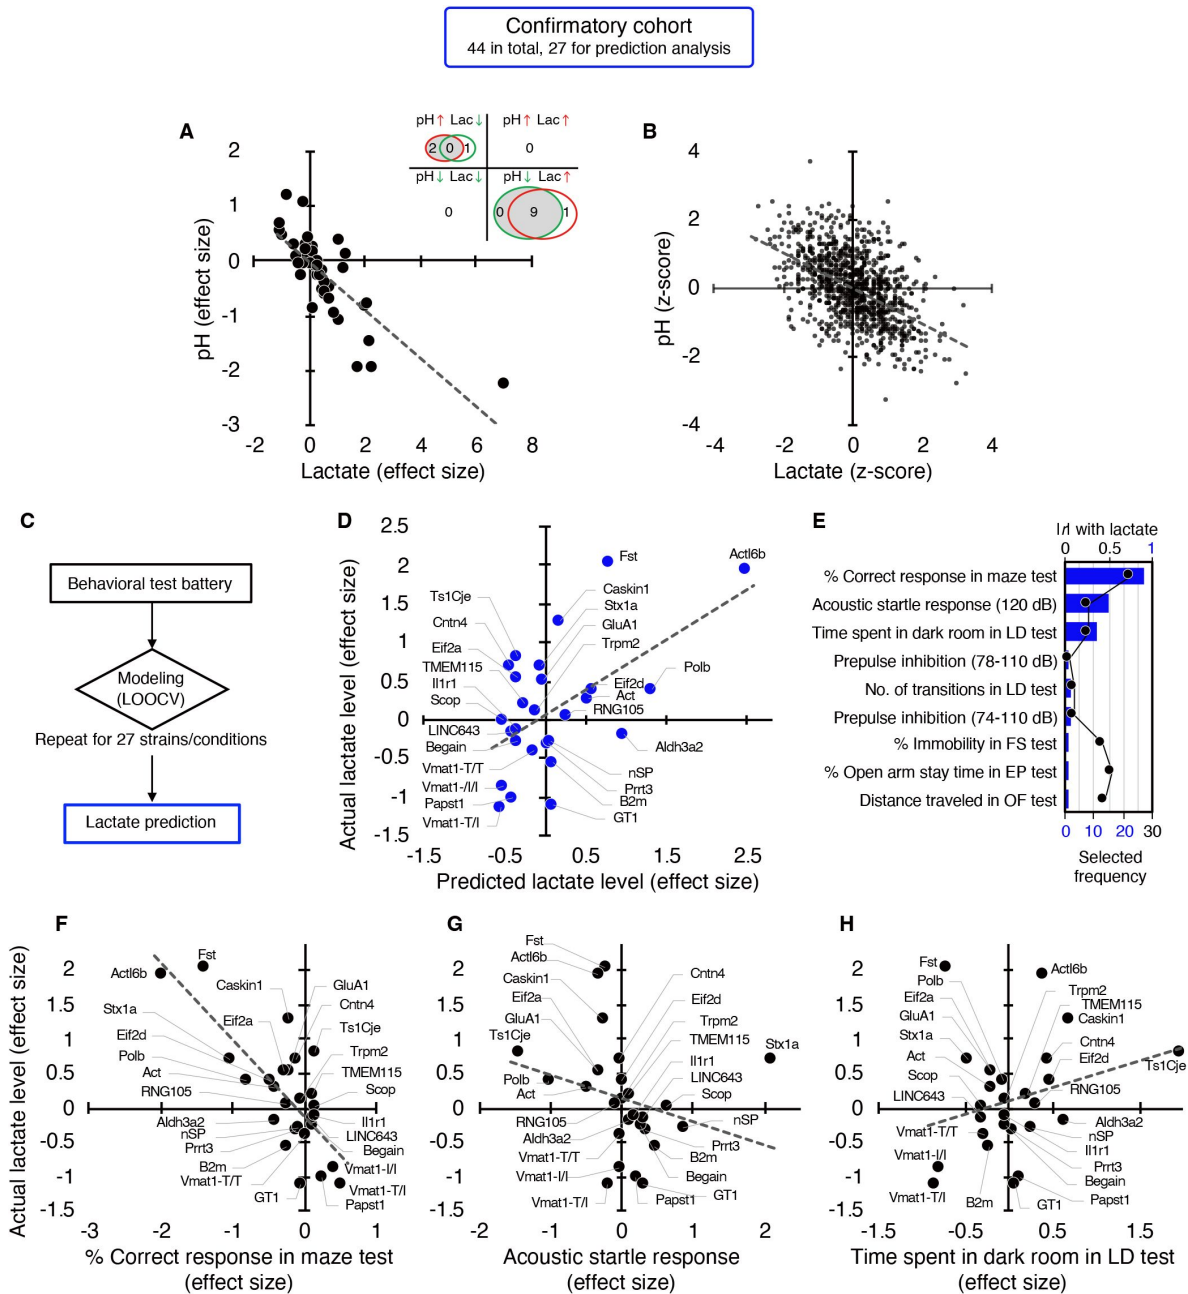 Confirmatory cohort
44 in total, 27 for prediction analysis
A
pH↑ Lac↓
pH↑ Lac↑
2 0 1
0
pH↓ Lac↓
pH↓ Lac↑
0
0 9 1
2
1
0
-1
-2
-3
-2 0 2 4 6 8
pH (effect size)
Lactate (effect size)
B
4
2
0
-2
-4
-4 -2 0 2 4
pH (z-score)
Lactate (z-score)
C
Behavioral test battery
Modeling
(LOOCV)
Repeat for 27 strains/conditions
Lactate prediction
D
2.5
2
1.5
1
0.5
0
-0.5
-1
-1.5
-1.5 -0.5 0.5 1.5 2.5
Actual lactate level (effect size)
Predicted lactate level (effect size)
Fst
Actl6b
Ts1Cje
Caskin1
Stx1a
Cntn4
GluA1
Eif2a
Trpm2
TMEM115
Polb
Il1r1
Eif2d
Act
Scop
RNG105
LINC643
Begain
Aldh3a2
Vmat1-T/T
nSP
Vmat1-/I/I
Prrt3
Papst1
B2m
Vmat1-T/I
GT1
E
|r| with lactate
0 0.5 1
% Correct response in maze test
Acoustic startle response (120 dB)
Time spent in dark room in LD test
Prepulse inhibition (78-110 dB)
No. of transitions in LD test
Prepulse inhibition (74-110 dB)
% Immobility in FS test
% Open arm stay time in EP test
Distance traveled in OF test
0 10 20 30
Selected
frequency
F
2
1.5
1
0.5
0
-0.5
-1
-1.5
-3 -2 -1 0 1
Actual lactate level (effect size)
% Correct response in maze test
(effect size)
Fst
Actl6b
Caskin1
GluA1
Stx1a
Cntn4
Eif2a
Ts1Cje
Eif2d
Polb
Trpm2
Act
TMEM115
RNG105
Scop
Aldh3a2
Il1r1
nSP
LINC643
Prrt3
Begain
B2m
Vmat1-I/I
Vmat1-T/T
Vmat1-T/I
GT1
Papst1
G
2
1.5
1
0.5
0
-0.5
-1
-1.5
-2 -1 0 1 2
Acoustic startle response
(effect size)
Fst
Actl6b
Cntn4
Caskin1
Eif2a
Eif2d
GluA1
Trpm2
Ts1Cje
TMEM115
Stx1a
Il1r1
Polb
LINC643
Act
Scop
RNG105
nSP
Aldh3a2
Prrt3
Vmat1-T/T
B2m
Vmat1-I/I
Begain
Vmat1-T/I
Papst1
GT1
H
2
1.5
1
0.5
0
-0.5
-1
-1.5
-1.5 -0.5 0.5 1.5
Time spent in dark room in LD test
(effect size)
Fst
Actl6b
Polb
Trpm2
Eif2a
TMEM115
GluA1
Caskin1
Stx1a
Cntn4
Act
Eif2d
Ts1Cje
Scop
RNG105
LINC643
Aldh3a2
Vmat1-T/T
nSP
Il1r1
Vmat1-I/I
Prrt3
Begain
Vmat1-T/I
B2m
GT1
Papst1